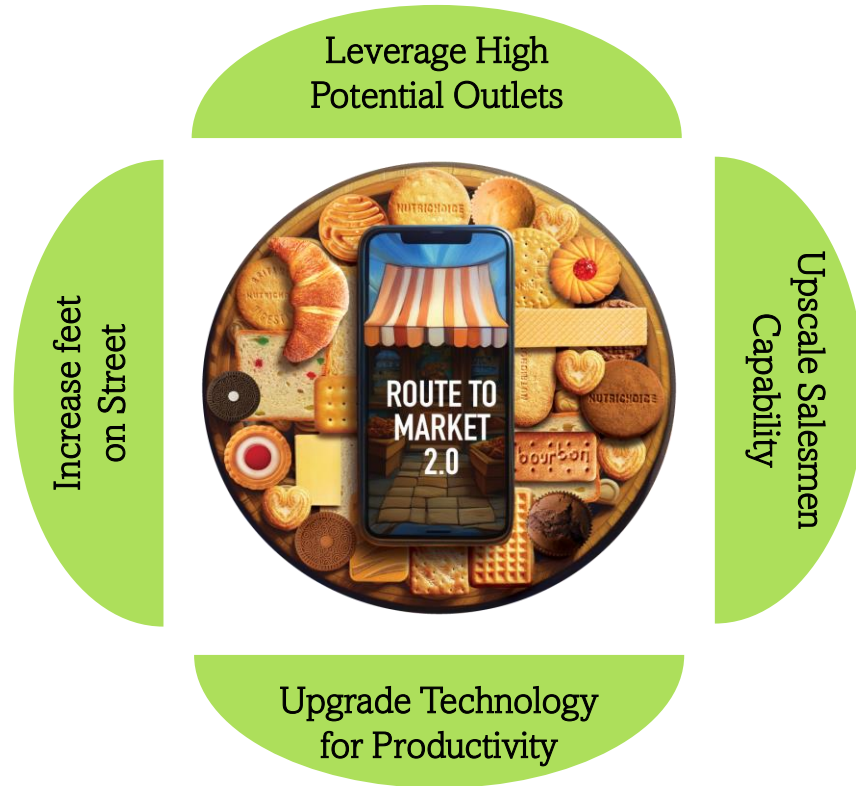 Leverage High
Potential Outlets
Increase feet
on Street
NUTRICHOICE
ROUTE TO
MARKET
2.0
NUTRICHOICE
bourbon
Upscale Salesmen
Capability
Upgrade Technology
for Productivity